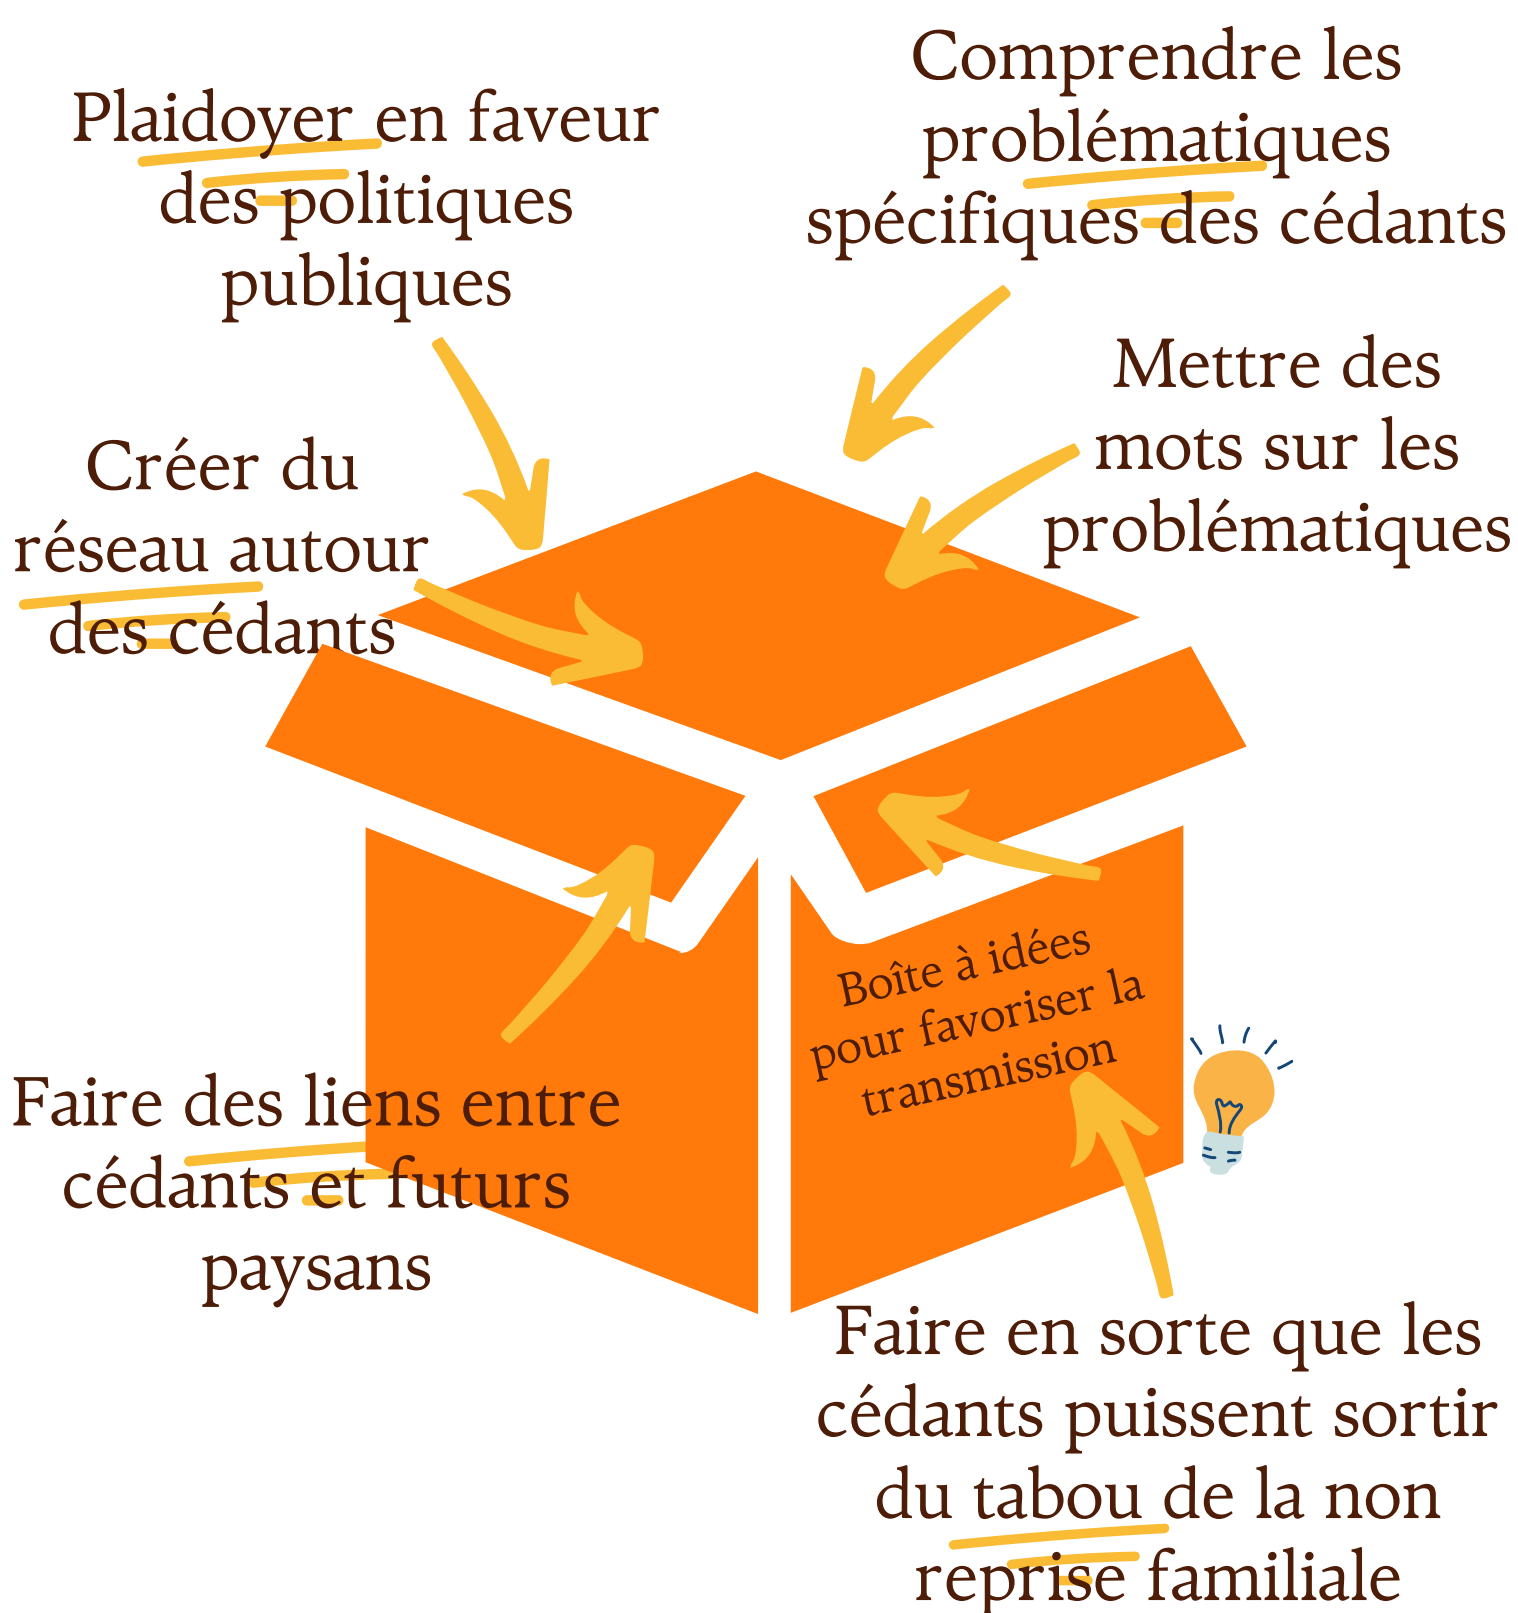 Plaidoyer en faveur
des politiques
publiques
Comprendre les
problématiques
spécifiques des cédants
Mettre des
mots sur les
problématiques
Créer du
réseau autour
des cédants
Boîte à idées
pour favoriser la
transmission
Faire des liens entre
cédants et futurs
paysans
Faire en sorte que les
cédants puissent sortir
du tabou de la non
reprise familiale